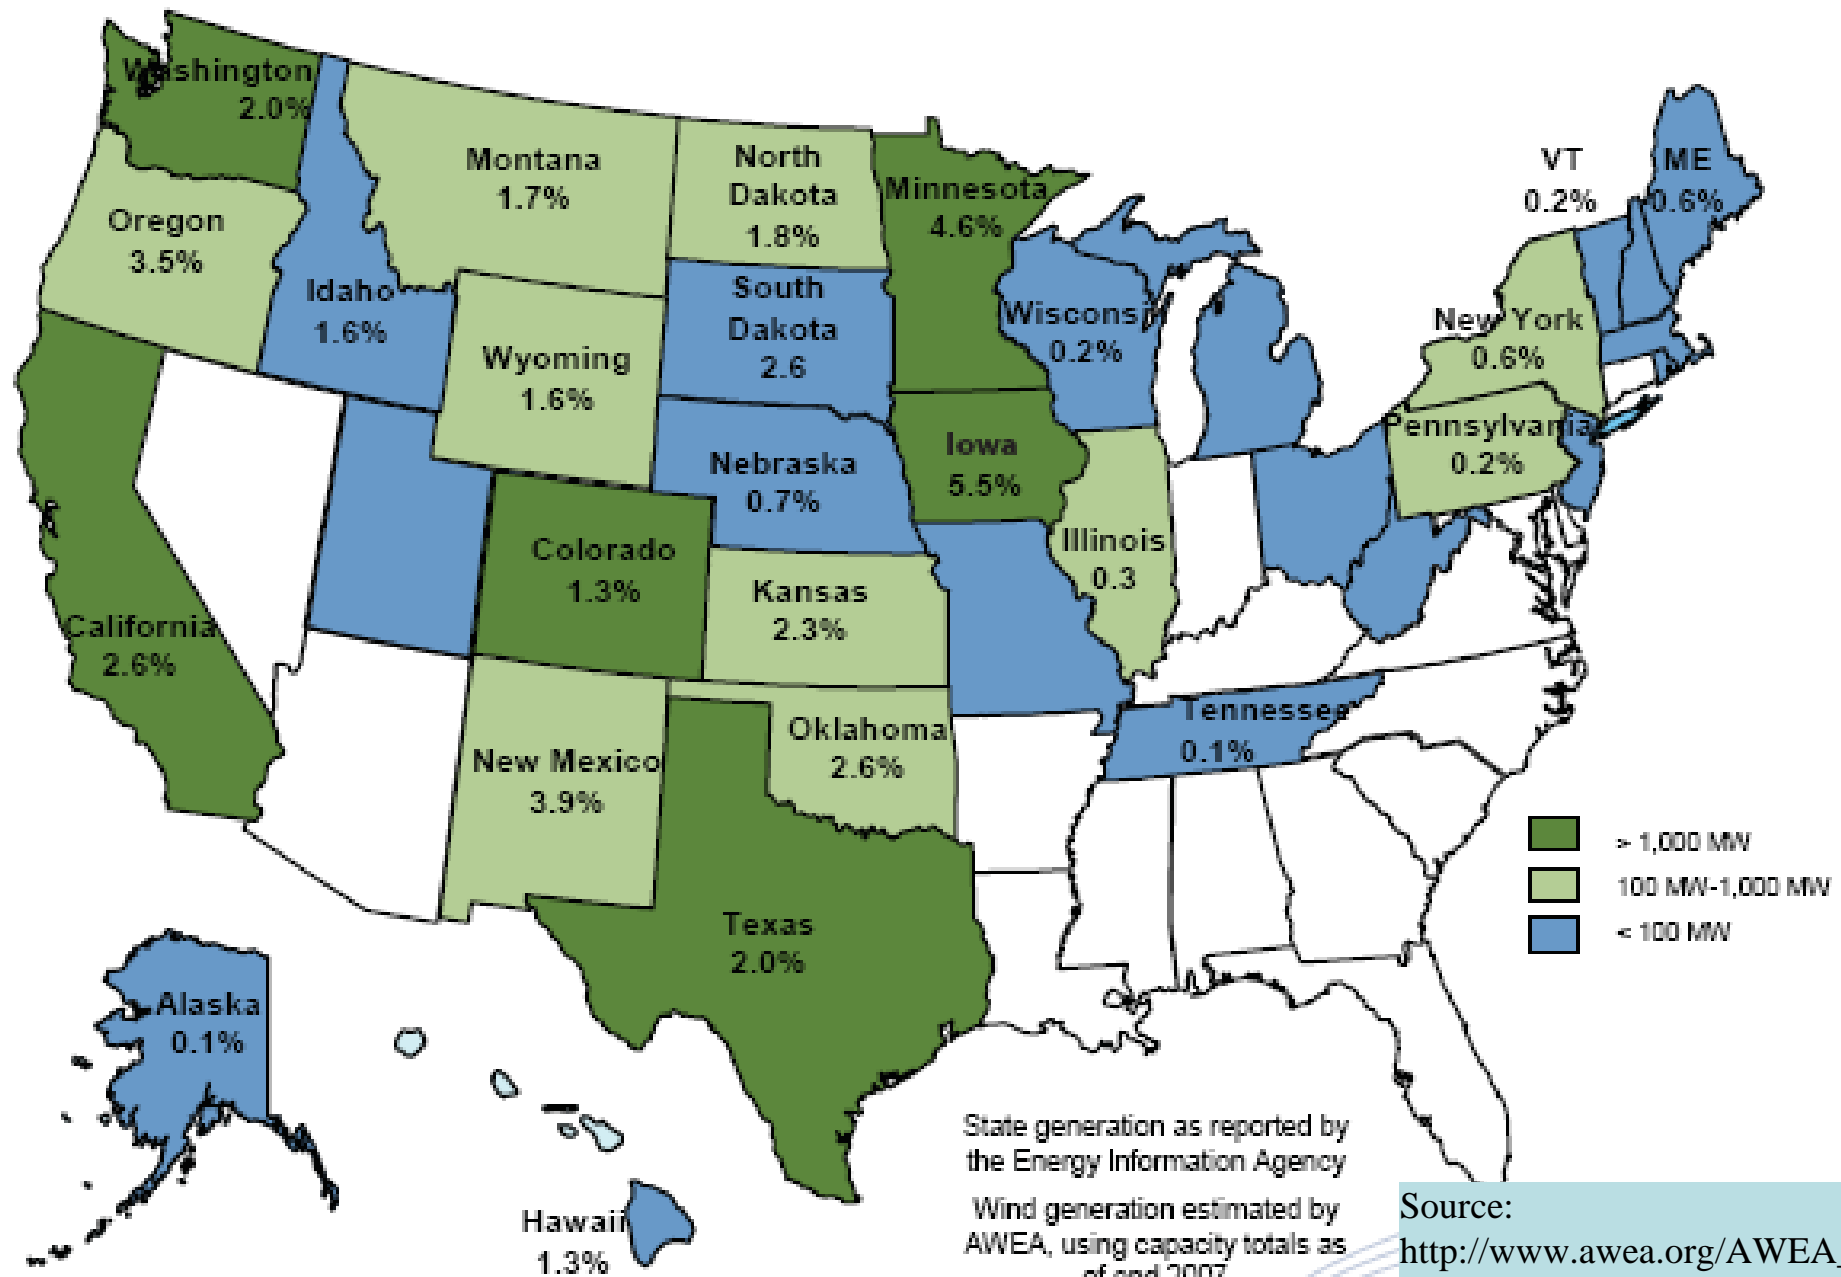 Washington
2.0%
Montana
1.7%
North
Dakota
1.8%
Minnesota
4.6%
VT
0.2%
ME
0.6%
Oregon
3.5%
Idaho
1.6%
Wyoming
1.6%
South
Dakota
2.6
Wisconsi
0.2%
New York
0.6%
Pennsylvania
0.2%
Nebraska
0.7%
Iowa
5.5%
Illinois
0.3
Colorado
1.3%
Kansas
2.3%
California
2.6%
New Mexico
3.9%
Oklahoma
2.6%
Tennessee
0.1%
Texas
2.0%
> 1,000 MW
100 MW-1,000 MW
< 100 MW
Alaska
0.1%
Hawaii
1.3%
State generation as reported by
the Energy Information Agency
Wind generation estimated by
AWEA, using capacity totals as
of end 2007
Source:
http://www.awea.org/AWEA_